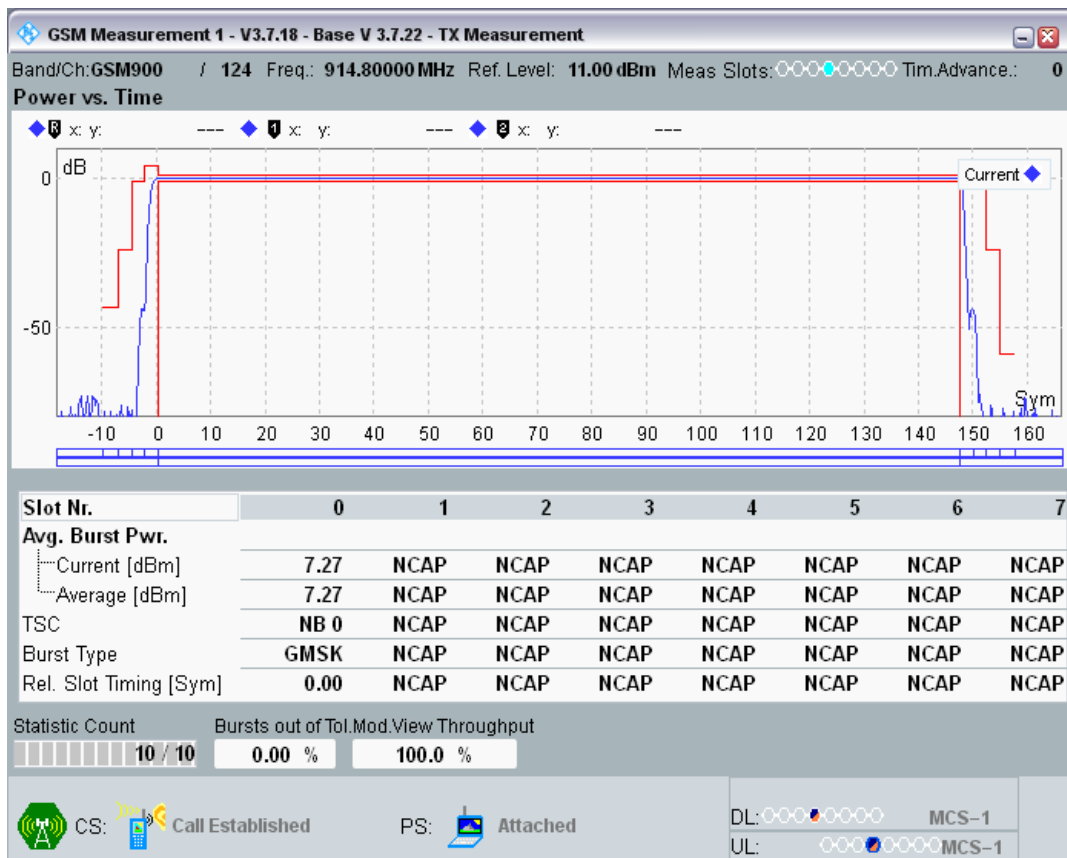 GSM Measurement 1 - V3.7.18 - Base V 3.7.22 - TX Measurement
Band/Ch:GSM900 / 124 Freq.: 914.80000 MHz Ref. Level: 11.00 dBm Meas Slots: Tim.Advance.: 0
Power vs. Time
R x: y: --- 1 x: y: --- 2 x: y: ---
dB
Current
0
-50
Sym
-10 0 10 20 30 40 50 60 70 80 90 100 110 120 130 140 150 160
Slot Nr. 0 1 2 3 4 5 6 7
Avg. Burst Pwr.
Current [dBm] 7.27 NCAP NCAP NCAP NCAP NCAP NCAP NCAP
Average [dBm] 7.27 NCAP NCAP NCAP NCAP NCAP NCAP NCAP
TSC NB 0 NCAP NCAP NCAP NCAP NCAP NCAP NCAP
Burst Type GMSK NCAP NCAP NCAP NCAP NCAP NCAP NCAP
Rel. Slot Timing [Sym] 0.00 NCAP NCAP NCAP NCAP NCAP NCAP NCAP
Statistic Count Bursts out of Tol.Mod.View Throughput
10 / 10 0.00 % 100.0 %
CS: Call Established PS: Attached DL: MCS-1
UL: MCS-1